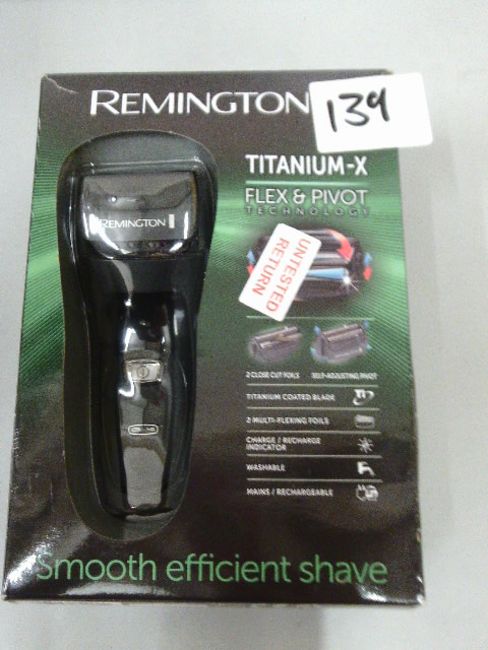 REMINGTON
139
TITANIUM-X
FLEX & PIVOT
TECHNOLOGY
REMINGTON
UNTESTED
RETURN
2 CLOSE CUT FOILS
SELF-ADJUSTING PIVOT
TITANIUM COATED BLADE
2 MULTI-FLEXING FOILS
CHARGE / RECHARGE
INDICATOR
WASHABLE
MAINS / RECHARGEABLE
Smooth efficient shave